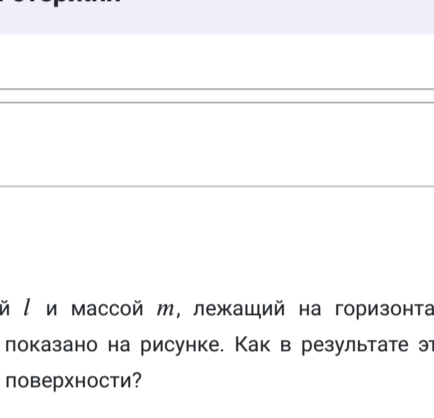 й l и массой m, лежащий на горизонта
показано на рисунке. Как в результате эт
поверхности?